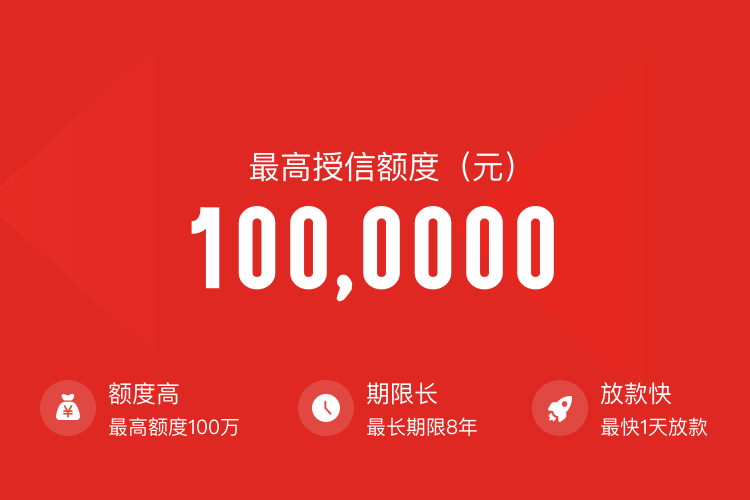 最高授信额度（元）
100,0000
额度高
最高额度100万
期限长
最长期限8年
放款快
最快1天放款